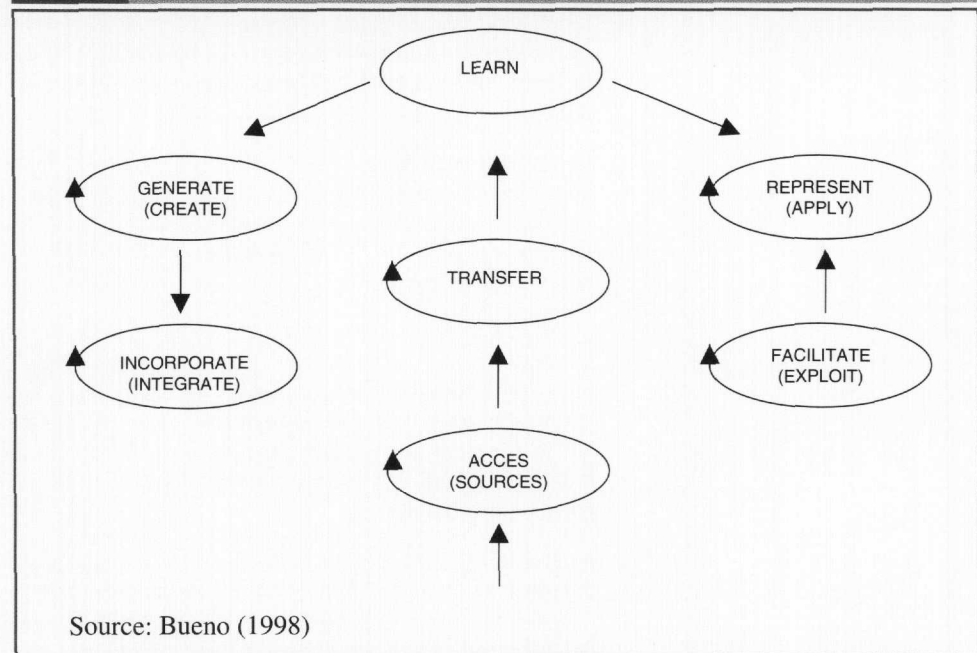 LEARN
GENERATE
(CREATE)
REPRESENT
(APPLY)
TRANSFER
INCORPORATE
(INTEGRATE)
FACILITATE
(EXPLOIT)
ACCES
(SOURCES)
Source: Bueno (1998)